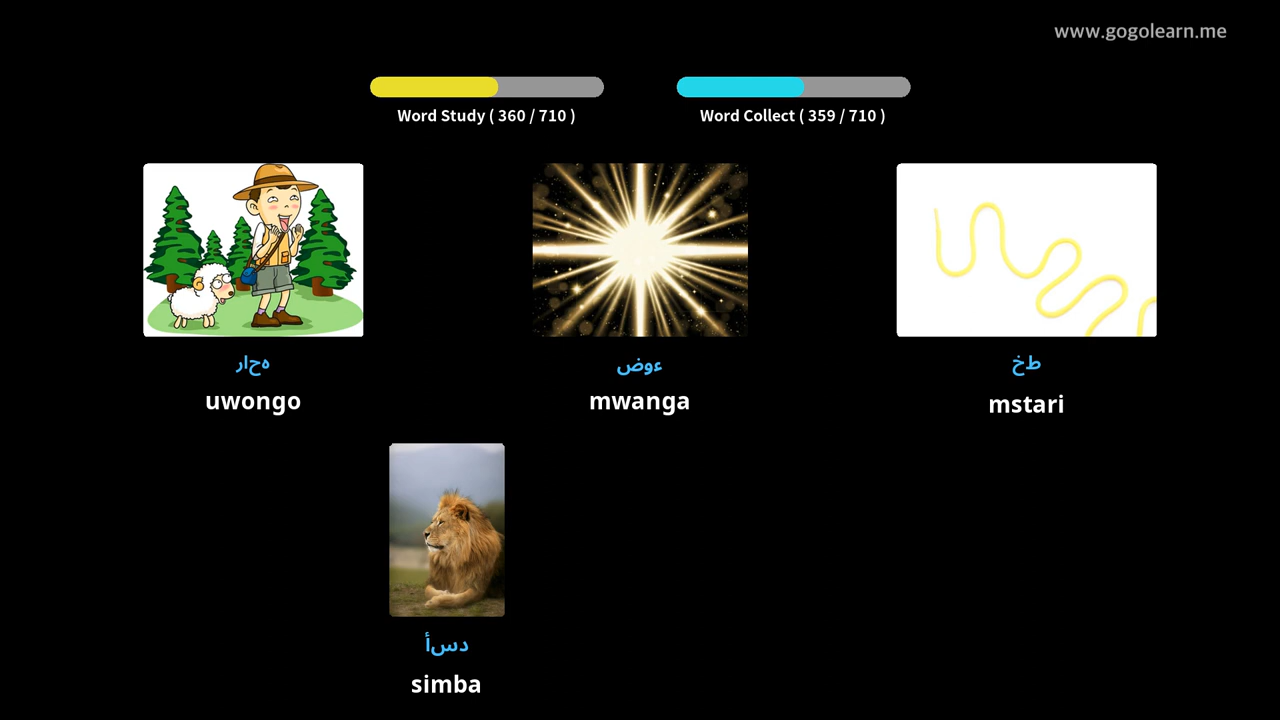 www.gogolearn.me
Word Study ( 360 / 710 )
Word Collect ( 359 / 710 )
هحار
uwongo
ءوض
mwanga
طخ
mstari
دسأ
simba